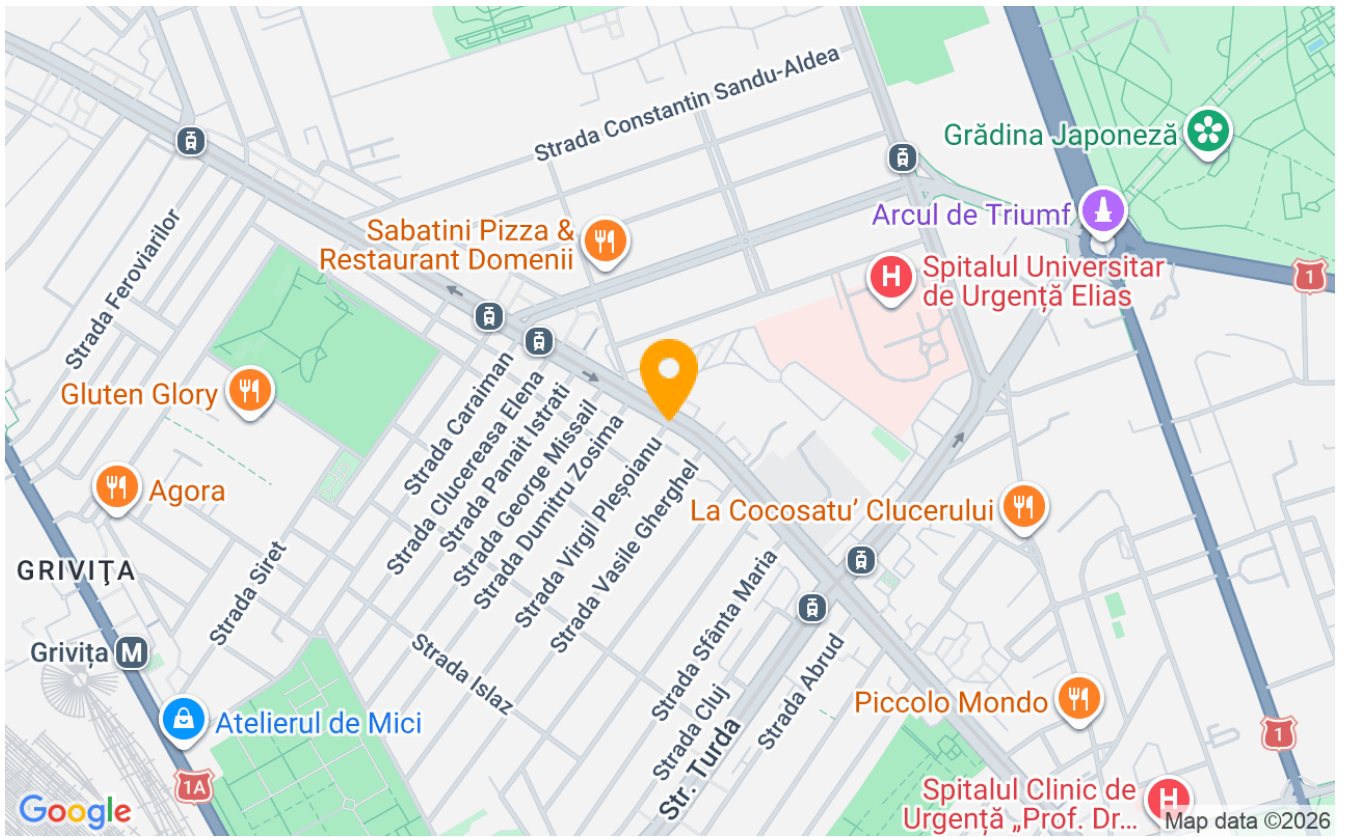 Strada Constantin Sandu-Aldea
Grădina Japoneză
Arcul de Triumf
Sabatini Pizza &
Restaurant Domenii
Spitalul Universitar
de Urgență Elias
1
Strada Feroviarilor
Gluten Glory
Strada Caraiman
Strada Clucereasa Elena
Strada Panait Istrati
Strada George Missail
Strada Dumitru Zosima
Strada Virgil Pleșoianu
Strada Vasile Gherghel
Agora
La Cocosatu’ Clucerului
GRIVIŢA
Strada Siret
Strada Sfânta Maria
Grivița M
Strada Islaz
Strada Cluj
Str. Turda
Strada Abrud
Piccolo Mondo
Atelierul de Mici
1
1A
Spitalul Clinic de
Urgență „Prof. Dr...
Google
Map data ©2026